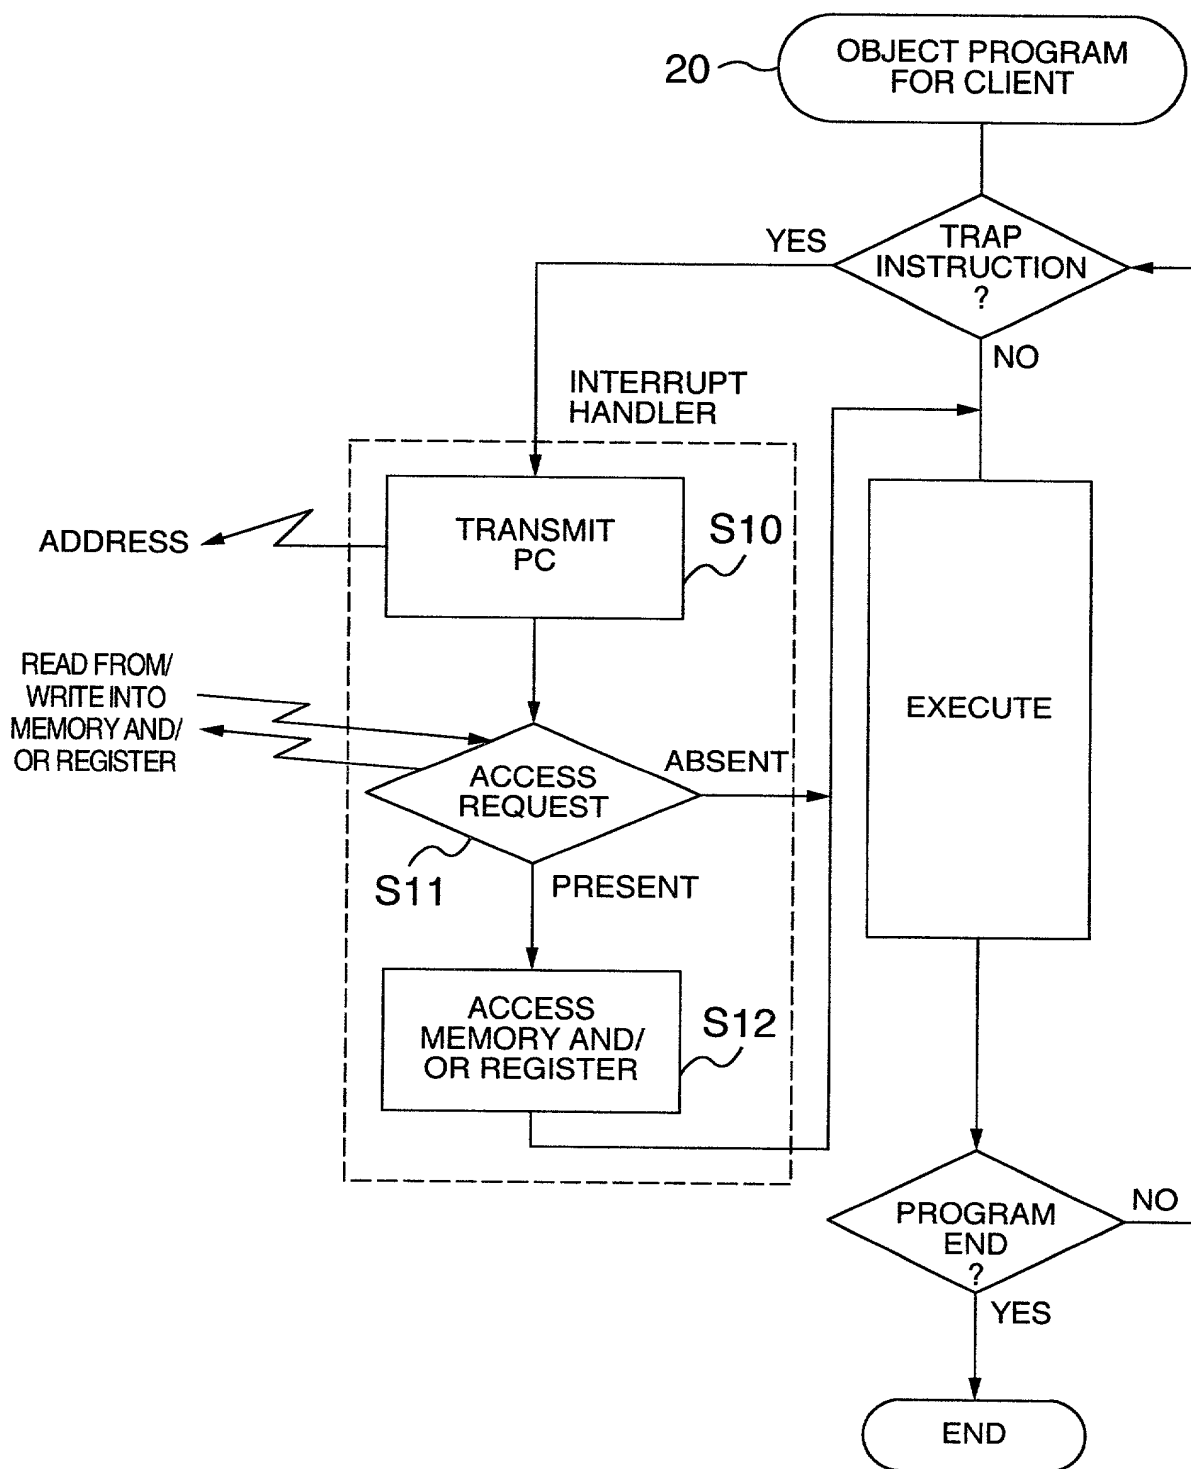 OBJECT PROGRAM
FOR CLIENT
20
TRAP
INSTRUCTION
?
YES
NO
INTERRUPT
HANDLER
TRANSMIT
PC
S10
ADDRESS
READ FROM/
WRITE INTO
MEMORY AND/
OR REGISTER
ACCESS
REQUEST
ABSENT
S11
PRESENT
EXECUTE
ACCESS
MEMORY AND/
OR REGISTER
S12
PROGRAM
END
?
NO
YES
END